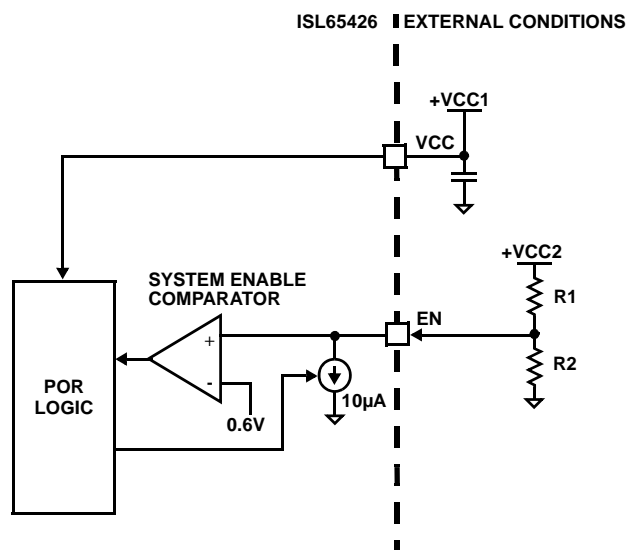 ISL65426
EXTERNAL CONDITIONS
+VCC1
VCC
+VCC2
SYSTEM ENABLE
COMPARATOR
R1
EN
+
R2
POR
LOGIC
-
10µA
0.6V